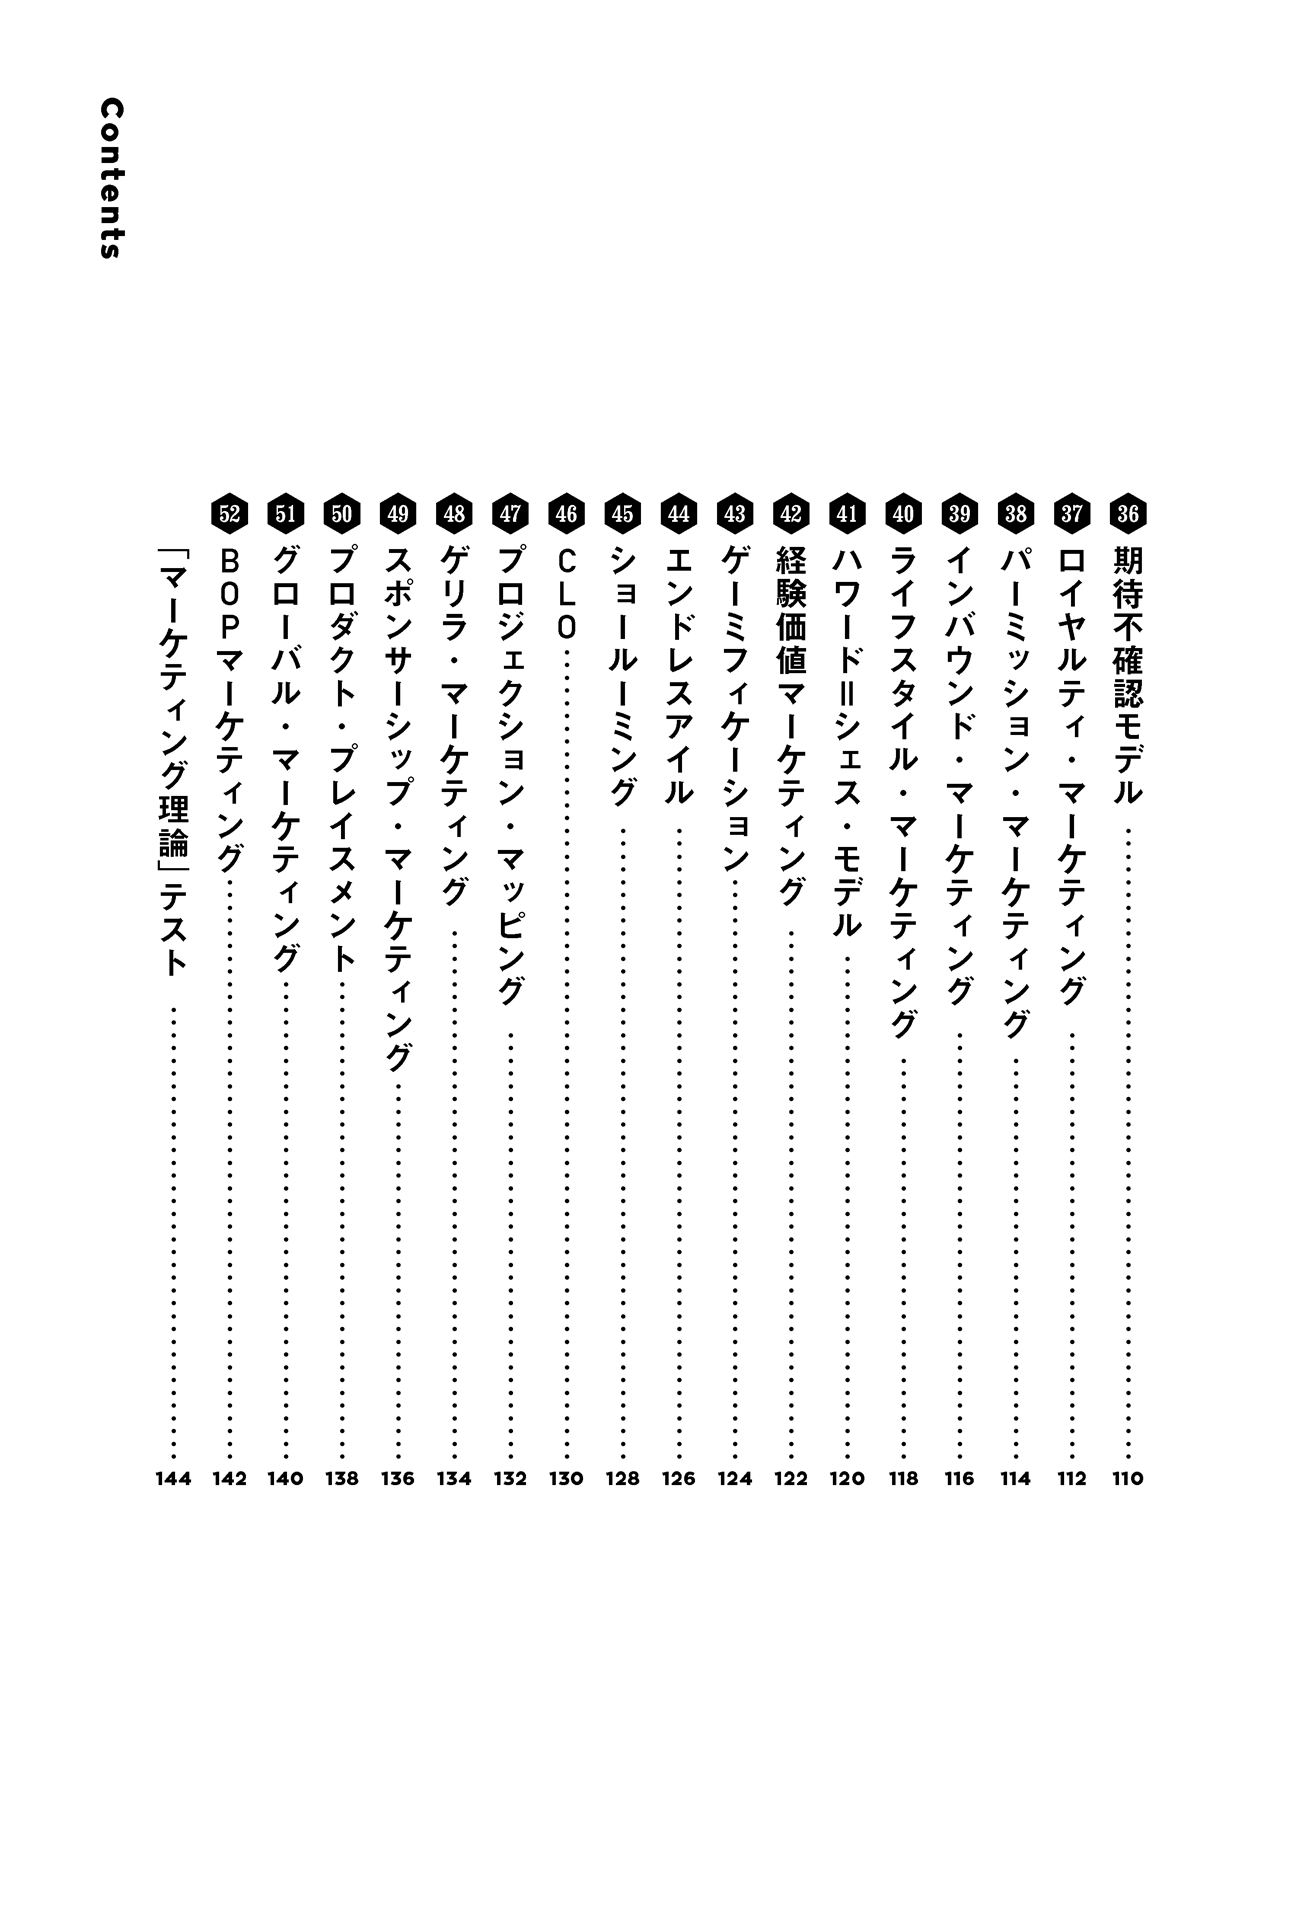 36 期待不確認モデル 110
37 ロイヤルティ・マーケティング 112
38 パーミッション・マーケティング 114
39 インバウンド・マーケティング 116
40 ライフスタイル・マーケティング 118
41 ハワード=シェス・モデル 120
42 経験価値マーケティング 122
43 ゲーミフィケーション 124
44 エンドレスアイル 126
45 ショールーミング 128
46 CLO 130
47 プロジェクション・マッピング 132
48 ゲリラ・マーケティング 134
49 スポンサーシップ・マーケティング 136
50 プロダクト・プレイスメント 138
51 グローバル・マーケティング 140
52 BOPマーケティング 142
「マーケティング理論」テスト 144
Contents